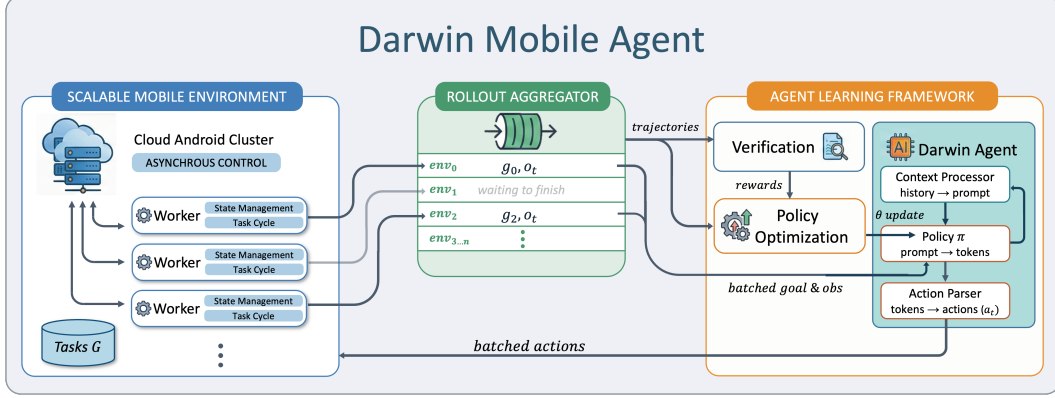 Darwin Mobile Agent
SCALABLE MOBILE ENVIRONMENT
Cloud Android Cluster
ASYNCHROUS CONTROL
Worker
State Management
Task Cycle
Worker
State Management
Task Cycle
Worker
State Management
Task Cycle
Tasks G
ROLLOUT AGGREGATOR
env₀ g₀, oₜ
env₁ waiting to finish
env₂ g₂, oₜ
env₃...ₙ
trajectories
batched goal & obs
batched actions
AGENT LEARNING FRAMEWORK
Verification
rewards
Policy
Optimization
θ update
AI
Darwin Agent
Context Processor
history → prompt
Policy π
prompt → tokens
Action Parser
tokens → actions (aₜ)